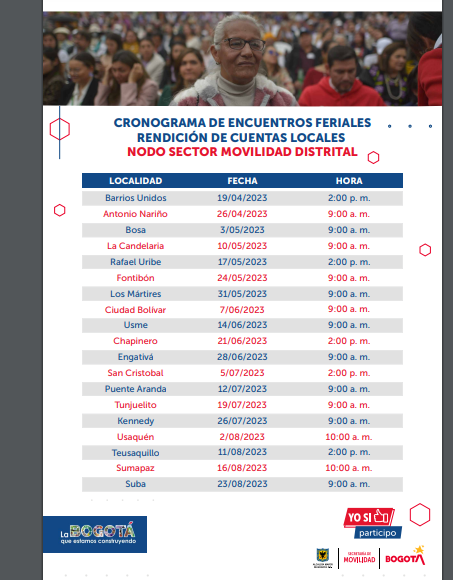 CRONOGRAMA DE ENCUENTROS FERIALES
RENDICIÓN DE CUENTAS LOCALES
NODO SECTOR MOVILIDAD DISTRITAL
LOCALIDAD FECHA HORA
Barrios Unidos 19/04/2023 2:00 p. m.
Antonio Nariño 26/04/2023 9:00 a. m.
Bosa 3/05/2023 9:00 a. m.
La Candelaria 10/05/2023 9:00 a. m.
Rafael Uribe 17/05/2023 2:00 p. m.
Fontibón 24/05/2023 9:00 a. m.
Los Mártires 31/05/2023 9:00 a. m.
Ciudad Bolívar 7/06/2023 9:00 a. m.
Usme 14/06/2023 9:00 a. m.
Chapinero 21/06/2023 2:00 p. m.
Engativá 28/06/2023 9:00 a. m.
San Cristobal 5/07/2023 2:00 p. m.
Puente Aranda 12/07/2023 9:00 a. m.
Tunjuelito 19/07/2023 9:00 a. m.
Kennedy 26/07/2023 9:00 a. m.
Usaquén 2/08/2023 10:00 a. m.
Teusaquillo 11/08/2023 2:00 p. m.
Sumapaz 16/08/2023 10:00 a. m.
Suba 23/08/2023 9:00 a. m.
La BOGOTÁ
que estamos construyendo
YO SI
participo
SECRETARÍA DE
MOVILIDAD
BOGOTÁ